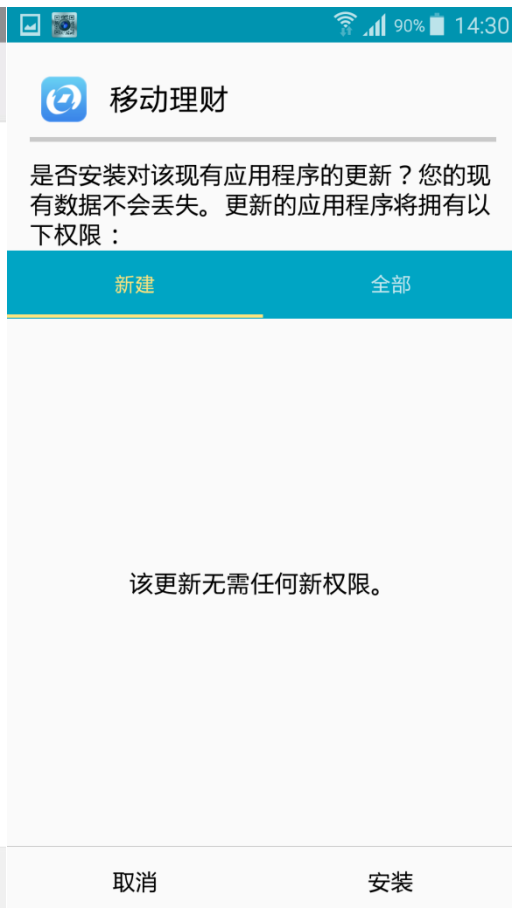 90% 14:30
移动理财
是否安装对该现有应用程序的更新？您的现
有数据不会丢失。更新的应用程序将拥有以
下权限：
新建 全部
该更新无需任何新权限。
取消 安装